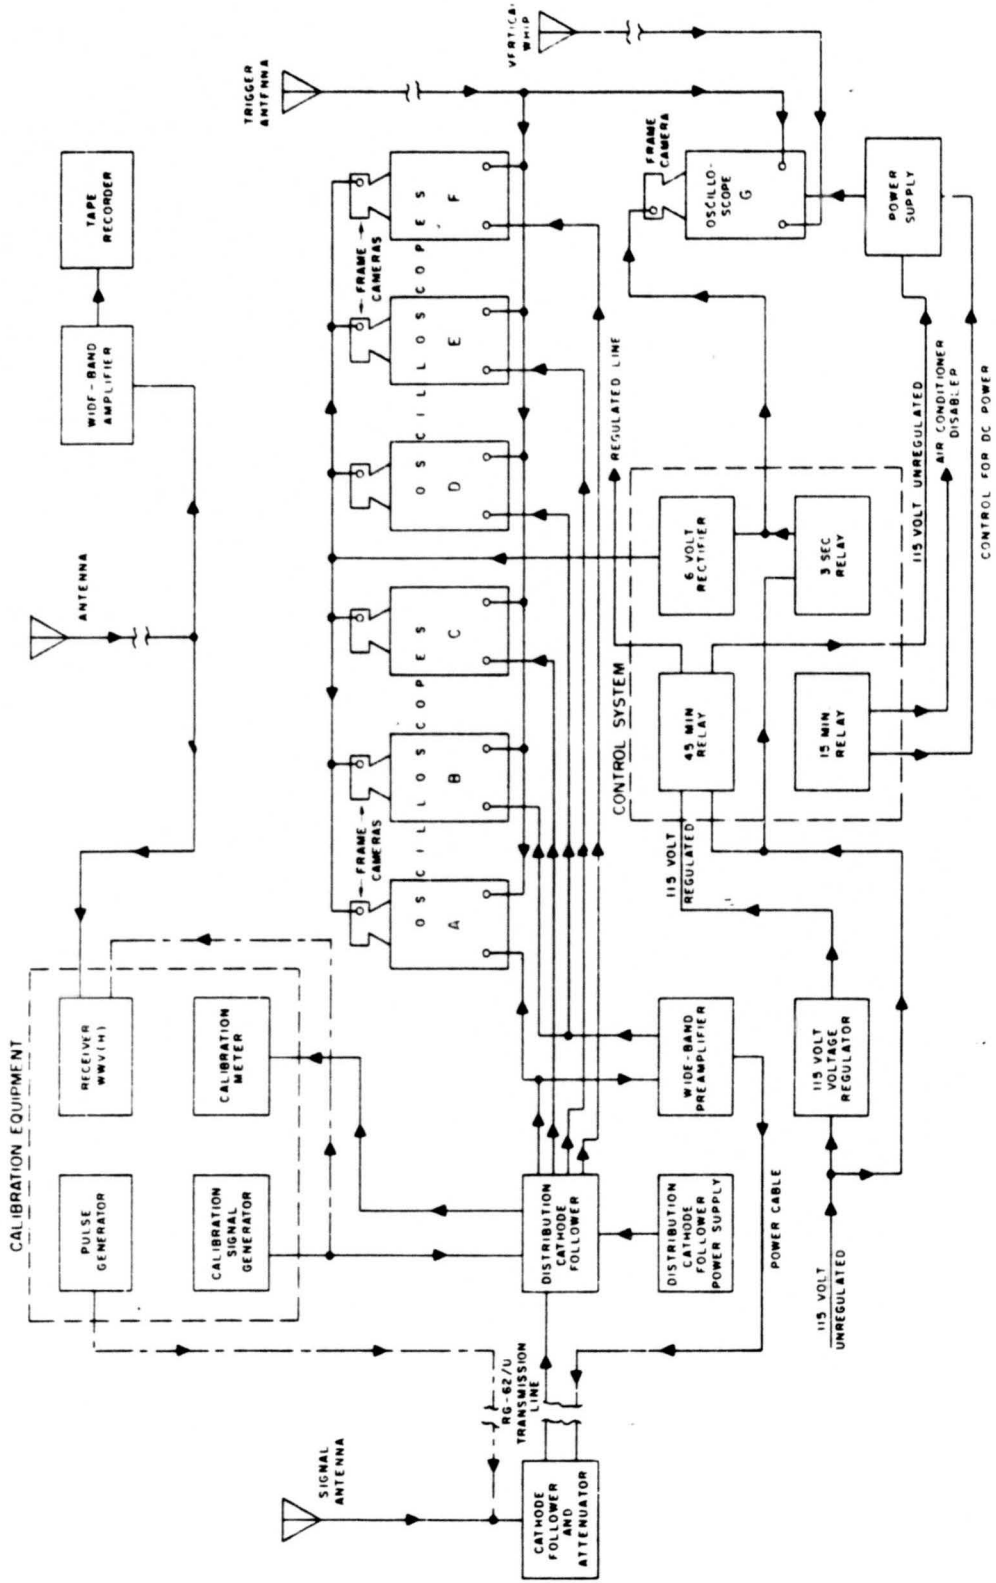 CALIBRATION EQUIPMENT
PULSE
GENERATOR
RECEIVER
WWV(H)
CALIBRATION
SIGNAL
GENERATOR
CALIBRATION
METER
ANTENNA
WIDE-BAND
AMPLIFIER
TAPE
RECORDER
SIGNAL
ANTENNA
RG-62/U
TRANSMISSION
LINE
CATHODE
FOLLOWER
AND
ATTENUATOR
DISTRIBUTION
CATHODE
FOLLOWER
DISTRIBUTION
CATHODE
FOLLOWER
POWER SUPPLY
POWER CABLE
WIDE-BAND
PREAMPLIFIER
FRAME
CAMERAS
OSCILLOSCOPES
A
B
C
FRAME
CAMERAS
OSCILLOSCOPES
D
E
F
TRIGGER
ANTENNA
WHIP
FRAME
CAMERA
OSCILLO-
SCOPE
G
POWER
SUPPLY
115 VOLT
UNREGULATED
115 VOLT
VOLTAGE
REGULATOR
115 VOLT
REGULATED
CONTROL SYSTEM
45 MIN
RELAY
6 VOLT
RECTIFIER
15 MIN
RELAY
3 SEC
RELAY
REGULATED LINE
115 VOLT UNREGULATED
AIR CONDITIONER
CONTROL FOR DC POWER